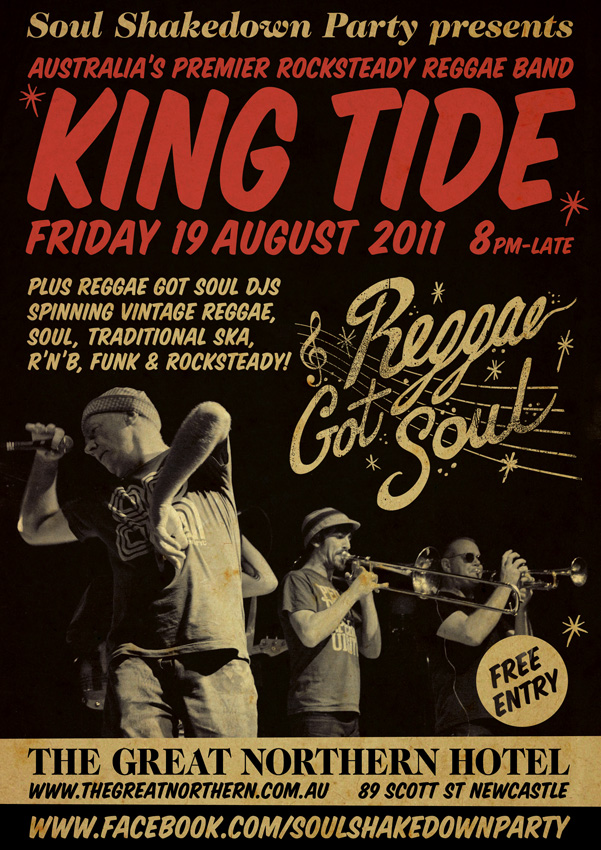 Soul Shakedown Party presents
AUSTRALIA'S PREMIER ROCKSTEADY REGGAE BAND
KING TIDE
FRIDAY 19 AUGUST 2011 8PM-LATE
PLUS REGGAE GOT SOUL DJS
SPINNING VINTAGE REGGAE,
SOUL, TRADITIONAL SKA,
R'N'B, FUNK & ROCKSTEADY!
Reggae
Got Soul
FREE
ENTRY
THE GREAT NORTHERN HOTEL
WWW.THEGREATNORTHERN.COM.AU 89 SCOTT ST NEWCASTLE
WWW.FACEBOOK.COM/SOULSHAKEDOWNPARTY